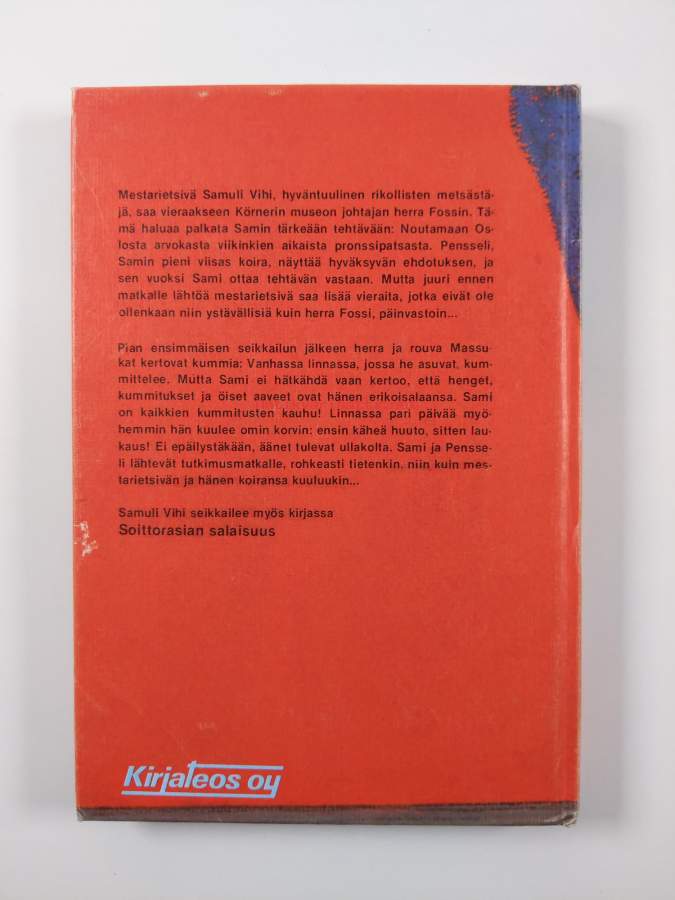 Mestarietsivä Samuli Vihi, hyväntuulinen rikollisten metsästä-
jä, saa vieraakseen Körnerin museon johtajan herra Fossin. Tä-
mä haluaa palkata Samin tärkeään tehtävään: Noutamaan Os-
losta arvokasta viikinkien aikaista pronssipatsasta. Pensseli,
Samin pieni viisas koira, näyttää hyväksyvän ehdotuksen, ja
sen vuoksi Sami ottaa tehtävän vastaan. Mutta juuri ennen
matkalle lähtöä mestarietsivä saa lisää vieraita, jotka eivät ole
ollenkaan niin ystävällisiä kuin herra Fossi, päinvastoin...
Pian ensimmäisen seikkailun jälkeen herra ja rouva Massu-
kat kertovat kummia: Vanhassa linnassa, jossa he asuvat, kum-
mittelee. Mutta Sami ei hätkähdä vaan kertoo, että henget,
kummitukset ja öiset aaveet ovat hänen erikoisalaansa. Sami
on kaikkien kummitusten kauhu! Linnassa pari päivää myö-
hemmin hän kuulee omin korvin: ensin käheä huuto, sitten lau-
kaus! Ei epäilystäkään, äänet tulevat ullakolta. Sami ja Pensse-
li lähtevät tutkimusmatkalle, rohkeasti tietenkin, niin kuin mes-
tarietsivän ja hänen koiransa kuuluukin...
Samuli Vihi seikkailee myös kirjassa
Soittorasian salaisuus
Kirjateos oy